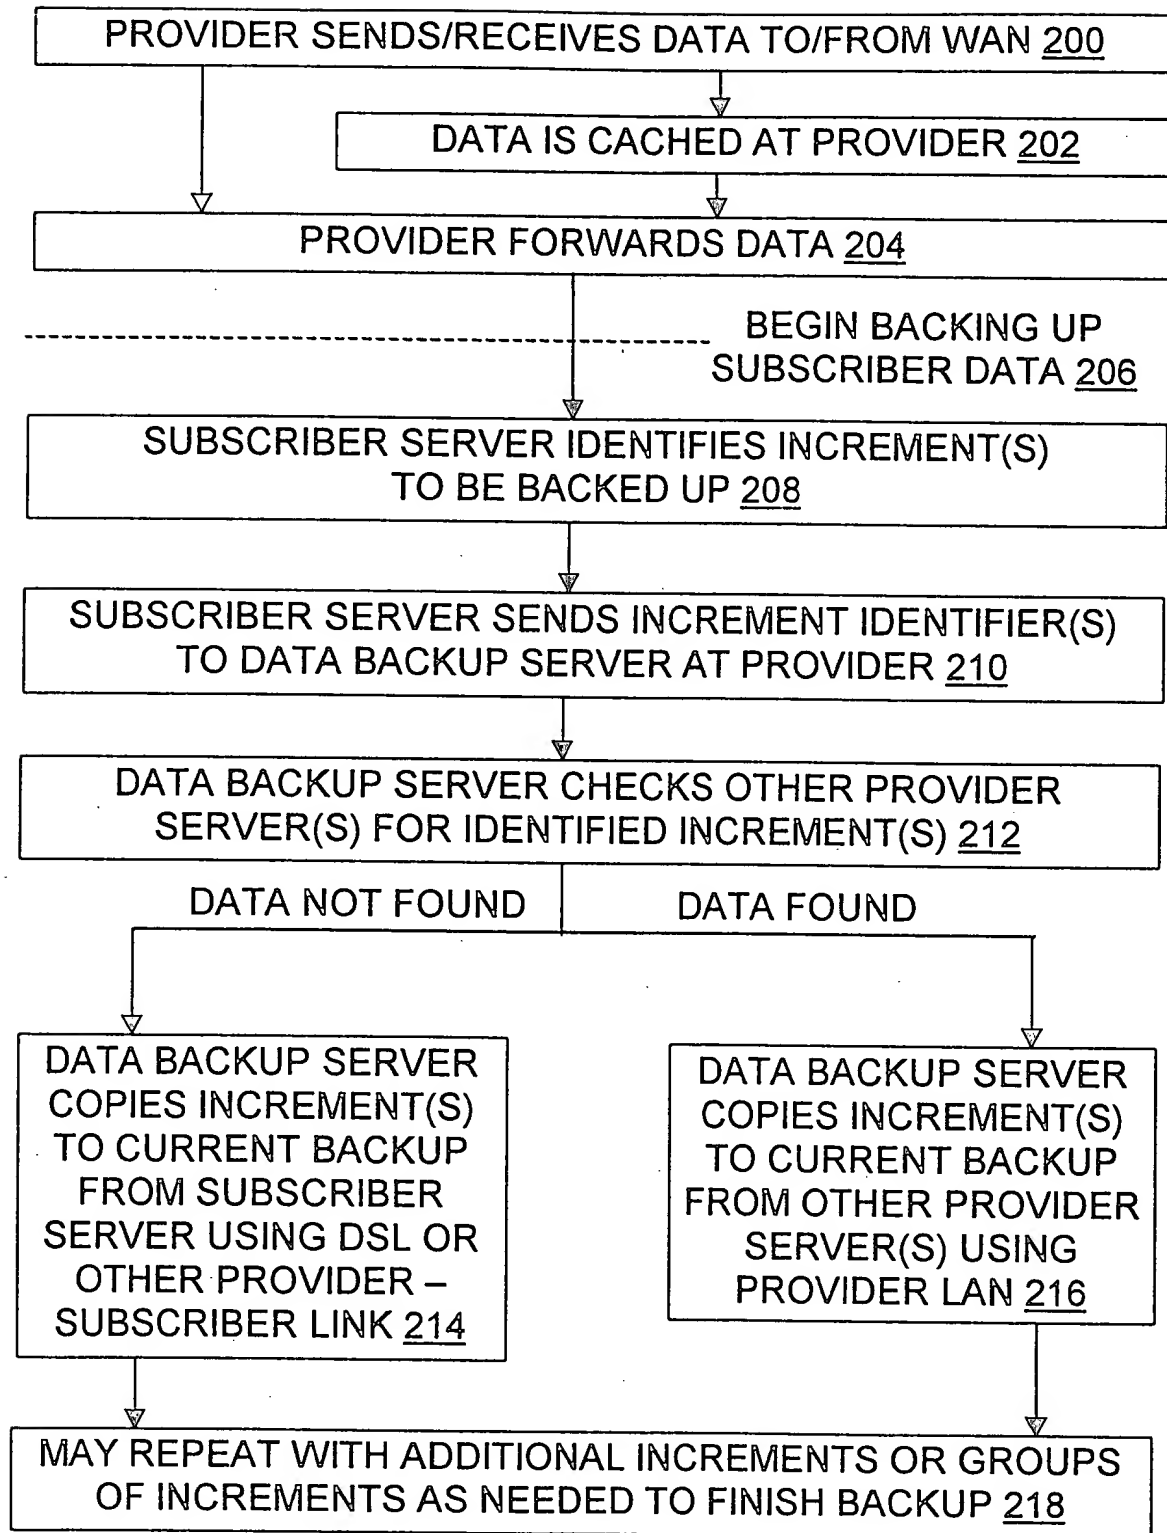 PROVIDER SENDS/RECEIVES DATA TO/FROM WAN 200
DATA IS CACHED AT PROVIDER 202
PROVIDER FORWARDS DATA 204
BEGIN BACKING UP
SUBSCRIBER DATA 206
SUBSCRIBER SERVER IDENTIFIES INCREMENT(S)
TO BE BACKED UP 208
SUBSCRIBER SERVER SENDS INCREMENT IDENTIFIER(S)
TO DATA BACKUP SERVER AT PROVIDER 210
DATA BACKUP SERVER CHECKS OTHER PROVIDER
SERVER(S) FOR IDENTIFIED INCREMENT(S) 212
DATA NOT FOUND
DATA FOUND
DATA BACKUP SERVER
COPIES INCREMENT(S)
TO CURRENT BACKUP
FROM SUBSCRIBER
SERVER USING DSL OR
OTHER PROVIDER –
SUBSCRIBER LINK 214
DATA BACKUP SERVER
COPIES INCREMENT(S)
TO CURRENT BACKUP
FROM OTHER PROVIDER
SERVER(S) USING
PROVIDER LAN 216
MAY REPEAT WITH ADDITIONAL INCREMENTS OR GROUPS
OF INCREMENTS AS NEEDED TO FINISH BACKUP 218